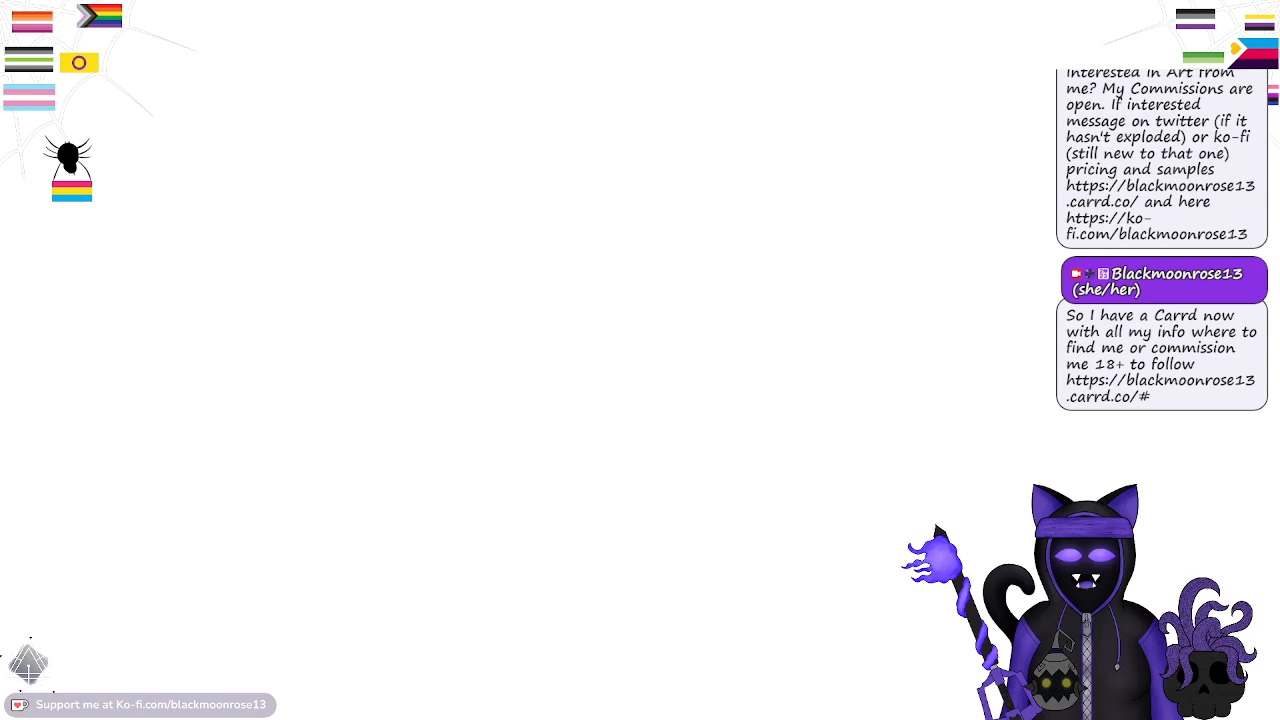 interested in Art from
me? My Commissions are
open. If interested
message on twitter (if it
hasn't exploded) or ko-fi
(still new to that one)
pricing and samples
https://blackmoonrose13
.carrd.co/ and here
https://ko-
fi.com/blackmoonrose13
Blackmoonrose13
(she/her)
So I have a Carrd now
with all my info where to
find me or commission
me 18+ to follow
https://blackmoonrose13
.carrd.co/#
Support me at Ko-fi.com/blackmoonrose13